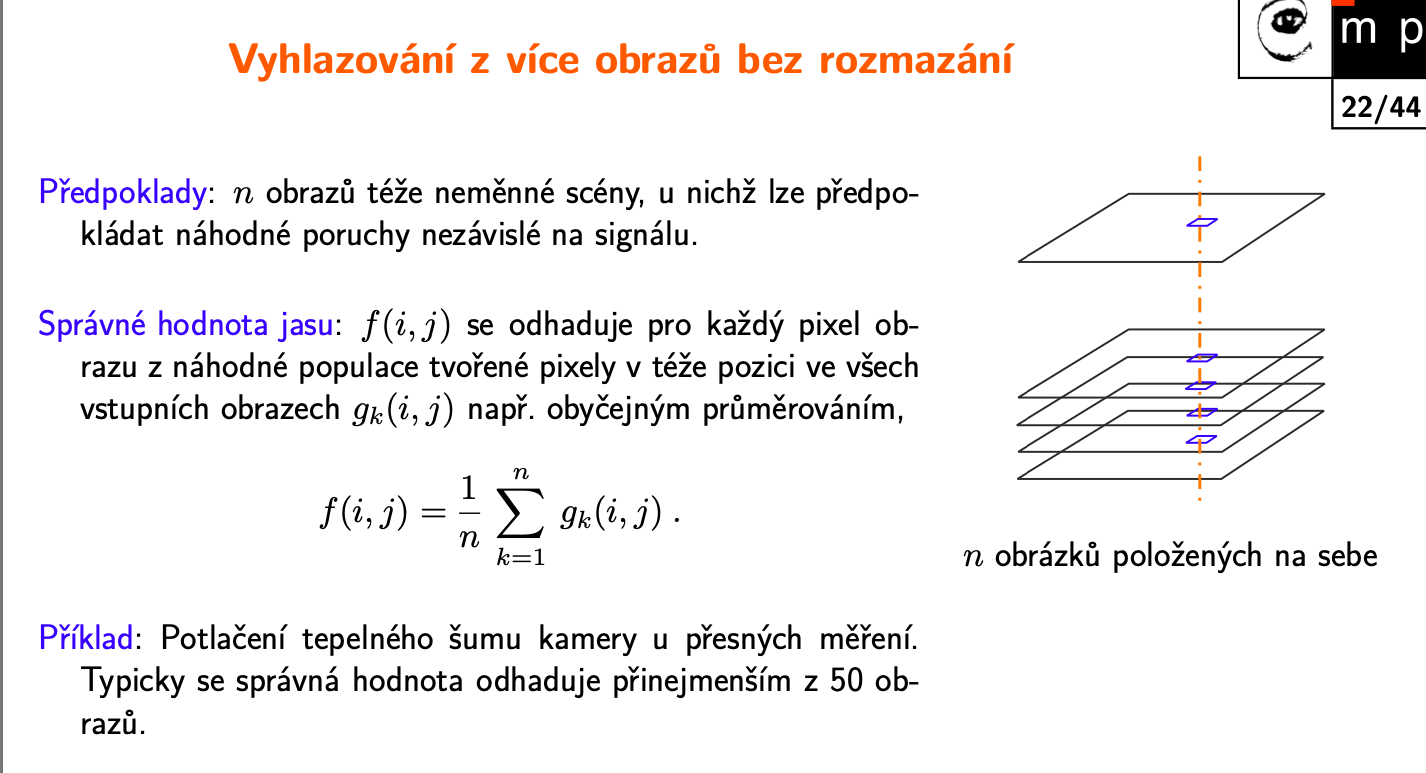 Vyhlazování z více obrazů bez rozmazání
m p
22/44
Předpoklady: n obrazů téže neměnné scény, u nichž lze předpo-
kládat náhodné poruchy nezávislé na signálu.
Správné hodnota jasu: f(i, j) se odhaduje pro každý pixel ob-
razu z náhodné populace tvořené pixely v téže pozici ve všech
vstupních obrazech g_k(i, j) např. obyčejným průměrováním,
f(i, j) = \frac{1}{n} \sum_{k=1}^{n} g_k(i, j) .
n obrázků položených na sebe
Příklad: Potlačení tepelného šumu kamery u přesných měření.
Typicky se správná hodnota odhaduje přinejmenším z 50 ob-
razů.